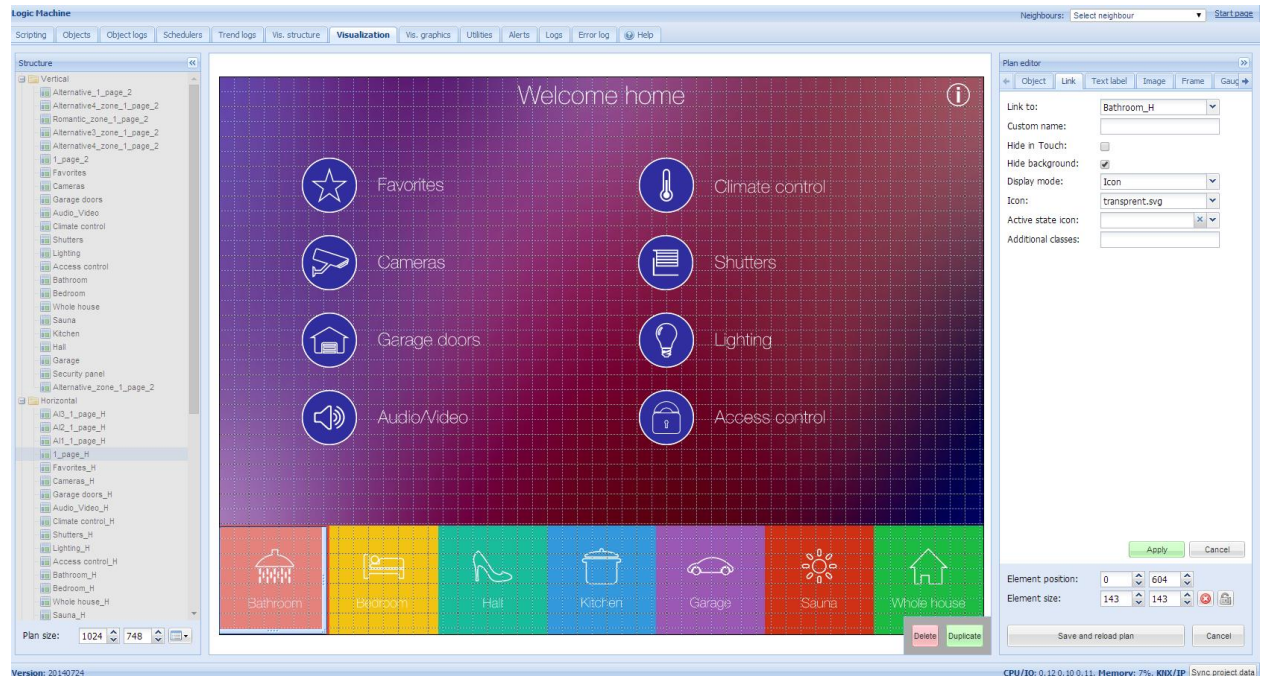 Logic Machine
Neighbours: Select neighbour Start page
Scripting Objects Object logs Schedulers Trend logs Vis. structure Visualization Vis. graphics Utilities Alerts Logs Error log Help
Structure
Vertical
Alternative_1_page_2
Alternative4_zone_1_page_2
Romantic_zone_1_page_2
Alternative3_zone_1_page_2
Alternative4_zone_1_page_2
1_page_2
Favorites
Cameras
Garage doors
Audio_Video
Climate control
Shutters
Lighting
Access control
Bathroom
Bedroom
Whole house
Sauna
Kitchen
Hall
Garage
Security panel
Alternative_zone_1_page_2
Horizontal
Al3_1_page_H
Al2_1_page_H
Al1_1_page_H
1_page_H
Favorites_H
Cameras_H
Garage doors_H
Audio_Video_H
Climate control_H
Shutters_H
Lighting_H
Access control_H
Bathroom_H
Bedroom_H
Whole house_H
Sauna_H
Plan size: 1024 748
Welcome home
Favorites Climate control
Cameras Shutters
Garage doors Lighting
Audio/Video Access control
Bathroom Bedroom Hall Kitchen Garage Sauna Whole house
Delete Duplicate
Plan editor
Object Link Text label Image Frame Gaug
Link to: Bathroom_H
Custom name:
Hide in Touch:
Hide background:
Display mode: Icon
Icon: transprent.svg
Active state icon:
Additional classes:
Apply Cancel
Element position: 0 604
Element size: 143 143
Save and reload plan Cancel
Version: 20140724
CPU/IO: 0.12 0.10 0.11, Memory: 7%, KNX/IP Sync project data